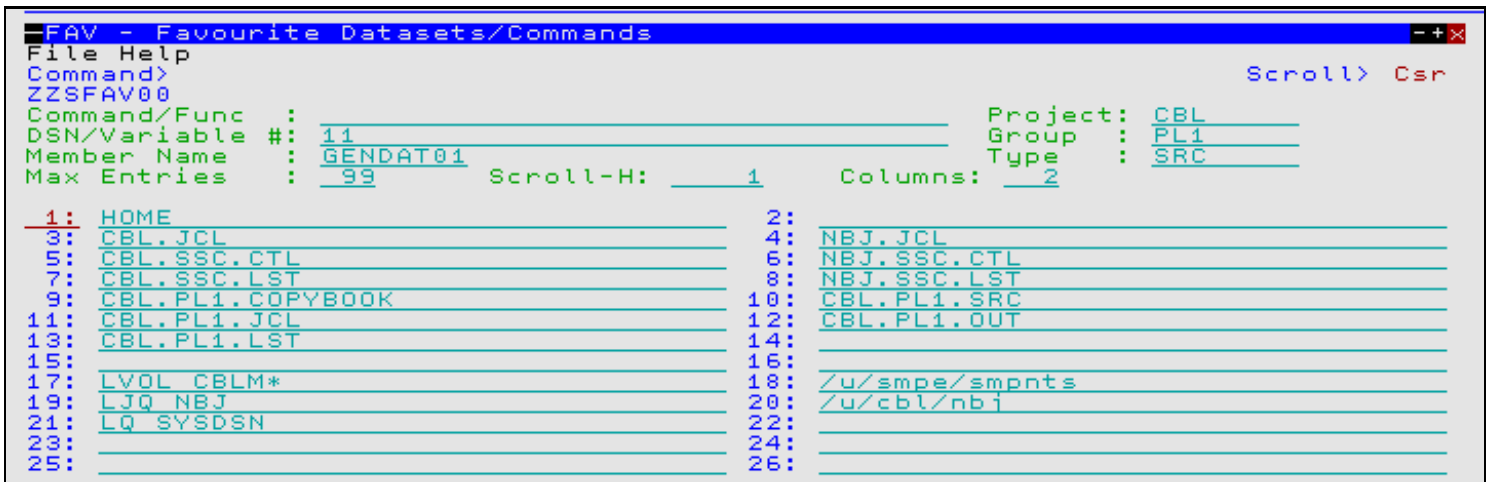 FAV - Favourite Datasets/Commands -+x
File Help
Command> Scroll> Csr
ZZSFAV00
Command/Func : Project: CBL
DSN/Variable #: 11 Group : PL1
Member Name : GENDAT01 Type : SRC
Max Entries : 99 Scroll-H: 1 Columns: 2
1: HOME 2:
3: CBL.JCL 4: NBJ.JCL
5: CBL.SSC.CTL 6: NBJ.SSC.CTL
7: CBL.SSC.LST 8: NBJ.SSC.LST
9: CBL.PL1.COPYBOOK 10: CBL.PL1.SRC
11: CBL.PL1.JCL 12: CBL.PL1.OUT
13: CBL.PL1.LST 14:
15: 16:
17: LVOL CBLM* 18: /u/smpe/smpnts
19: LJQ NBJ 20: /u/cbl/nbj
21: LQ SYSDSN 22:
23: 24:
25: 26: